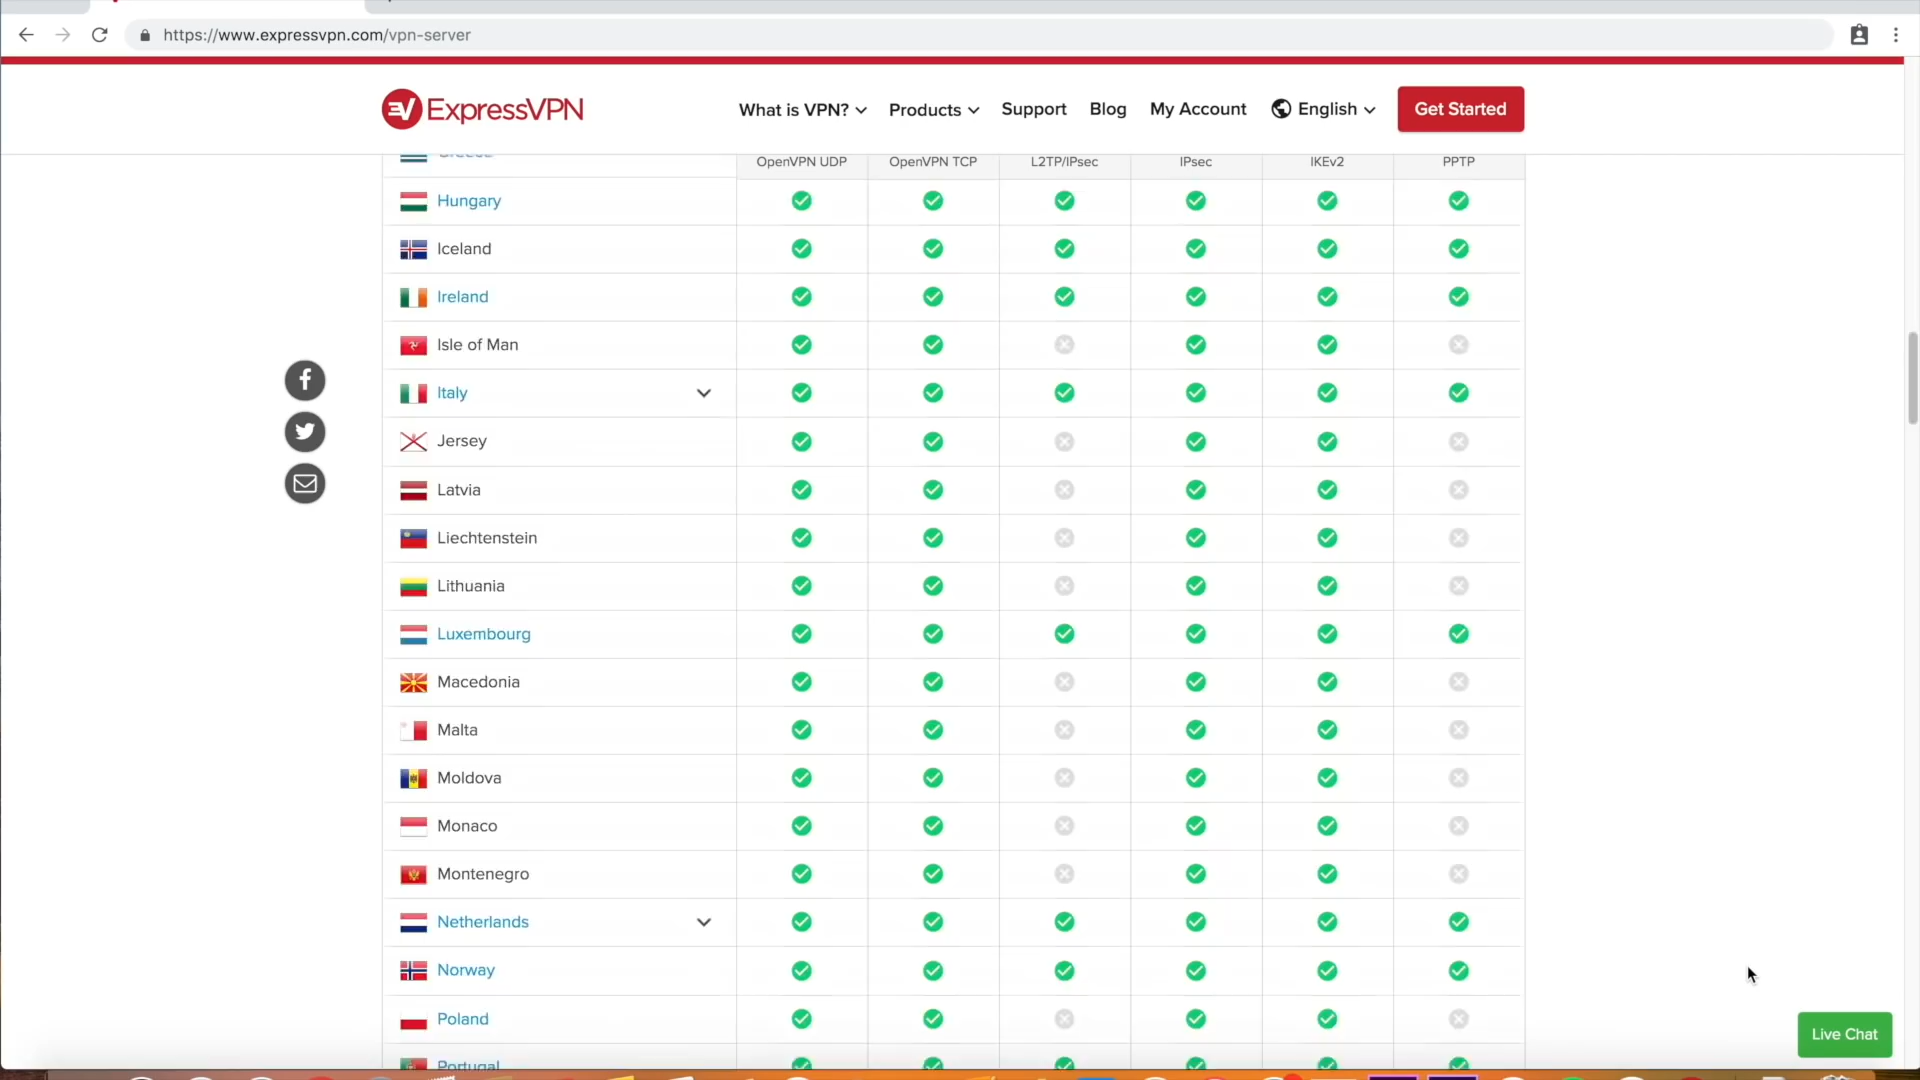 https://www.expressvpn.com/vpn-server
ExpressVPN
What is VPN? Products Support Blog My Account English Get Started
Greece OpenVPN UDP OpenVPN TCP L2TP/IPsec IPsec IKEv2 PPTP
Hungary
Iceland
Ireland
Isle of Man
Italy
Jersey
Latvia
Liechtenstein
Lithuania
Luxembourg
Macedonia
Malta
Moldova
Monaco
Montenegro
Netherlands
Norway
Poland
Portugal
Live Chat